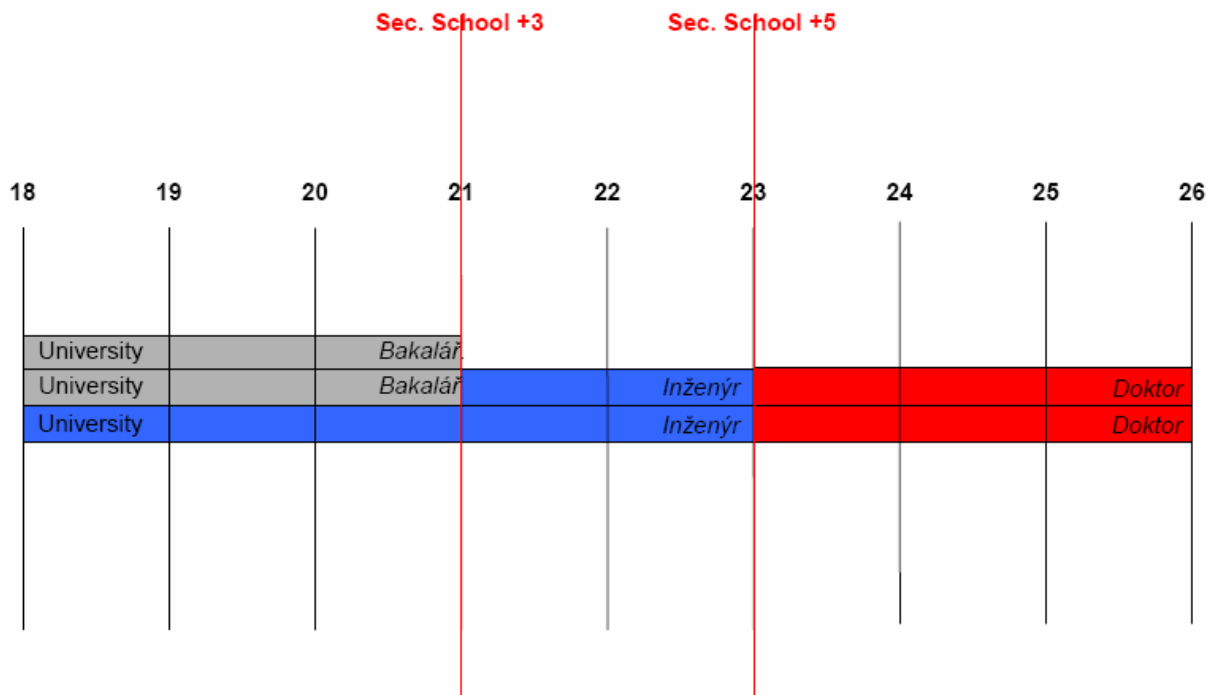 Sec. School +3 Sec. School +5
18 19 20 21 22 23 24 25 26
University Bakalář
University Bakalář Inženýr Doktor
University Inženýr Doktor